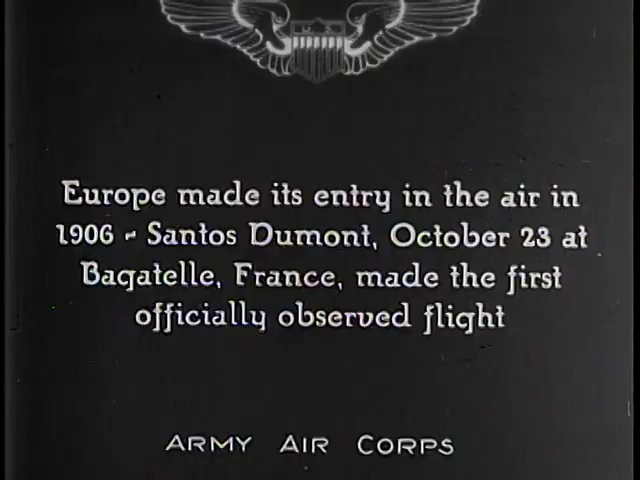 Europe made its entry in the air in
1906 - Santos Dumont, October 23 at
Bagatelle, France, made the first
officially observed flight
ARMY AIR CORPS